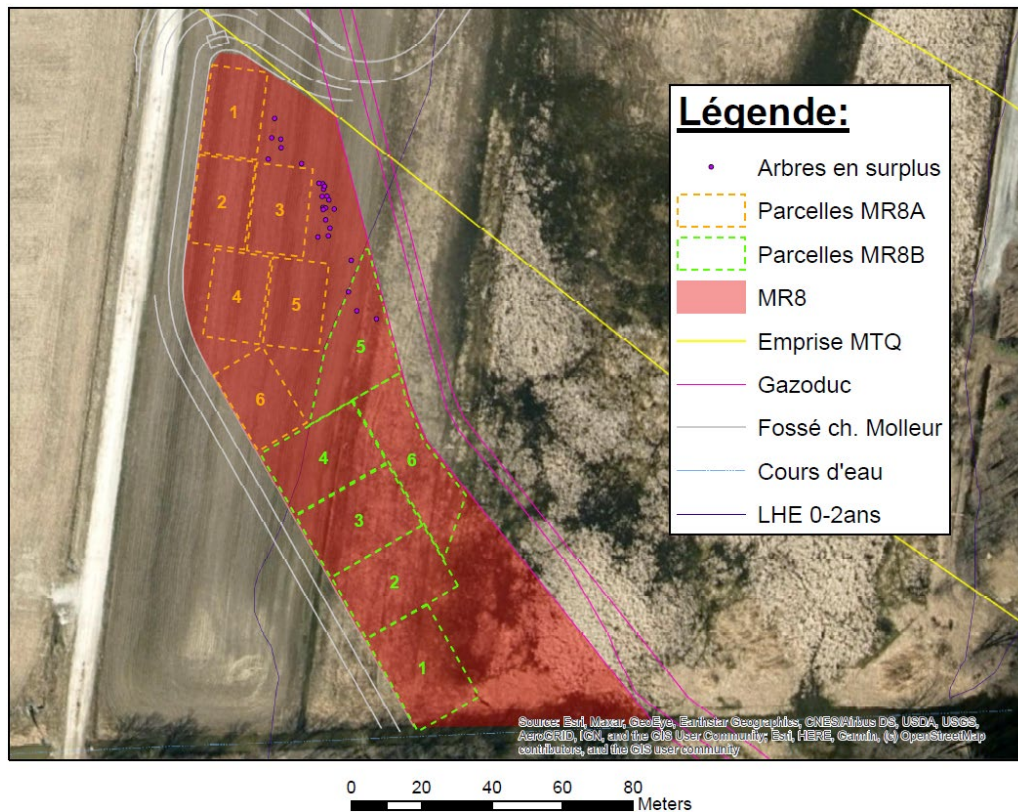 1
2
3
4
5
6
5
4
6
3
2
1
Légende:
Arbres en surplus
Parcelles MR8A
Parcelles MR8B
MR8
Emprise MTQ
Gazoduc
Fossé ch. Molleur
Cours d'eau
LHE 0-2ans
Source: Esri, Maxar, GeoEye, Earthstar Geographics, CNES/Airbus DS, USDA, USGS,
AeroGRID, IGN, and the GIS User Community; Esri, HERE, Garmin, (c) OpenStreetMap
contributors, and the GIS user community
0 20 40 60 80
Meters